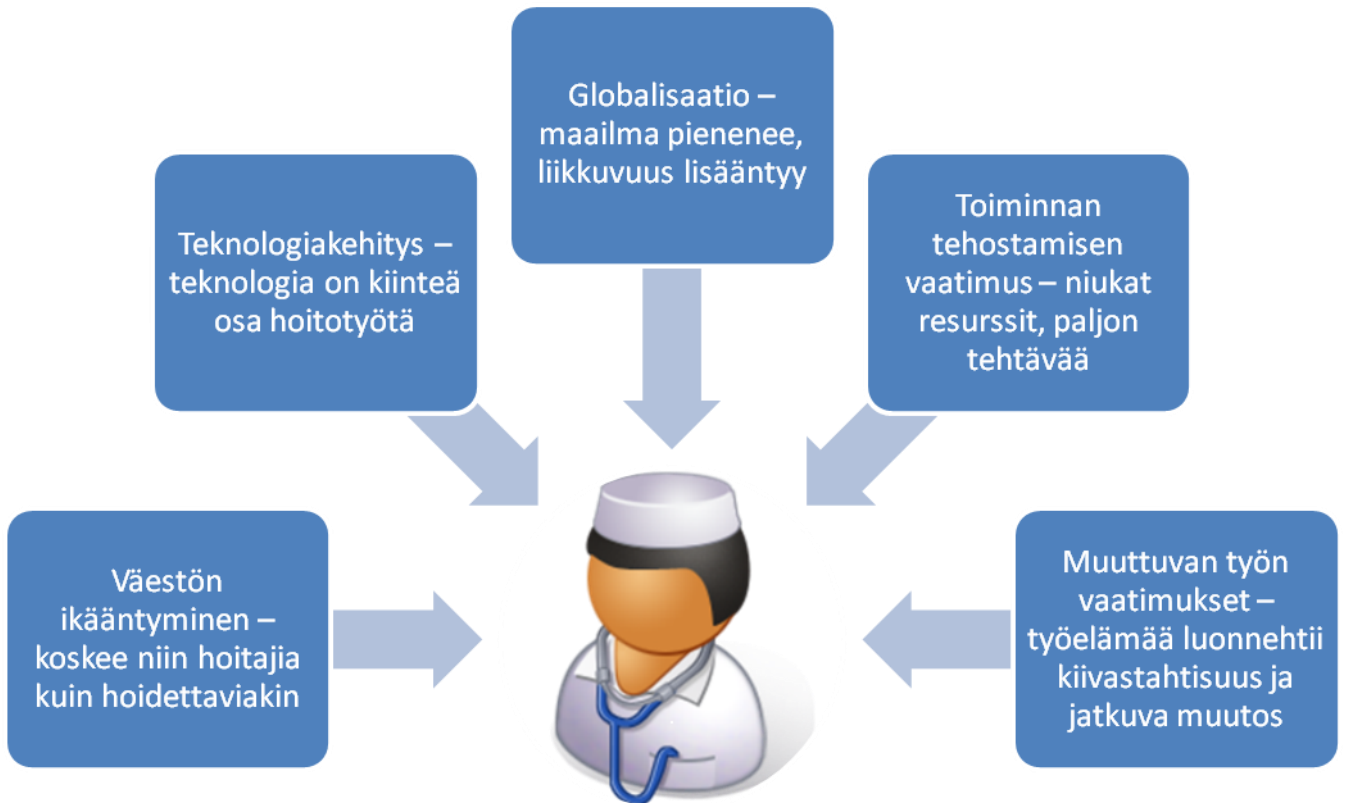 Globalisaatio –
maailma pienenee,
liikkuvuus lisääntyy
Teknologiakehitys –
teknologia on kiinteä
osa hoitotyötä
Toiminnan
tehostamisen
vaatimus – niukat
resurssit, paljon
tehtävää
Väestön
ikääntyminen –
koskee niin hoitajia
kuin hoidettaviakin
Muuttuvan työn
vaatimukset –
työelämää luonnehtii
kiivastahtisuus ja
jatkuva muutos